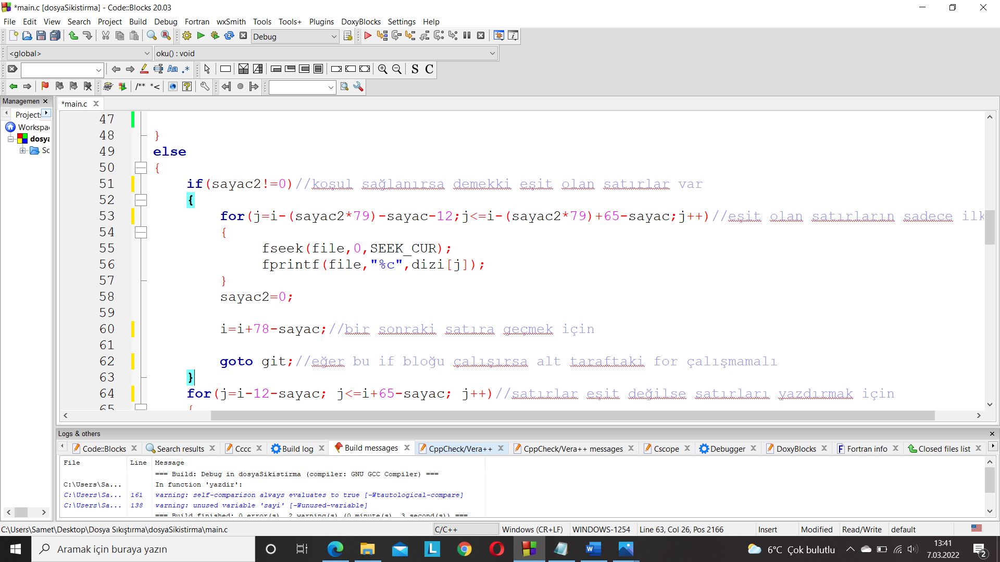 *main.c [dosyaSikistirma] - Code::Blocks 20.03
File Edit View Search Project Build Debug Fortran wxSmith Tools Tools+ Plugins DoxyBlocks Settings Help
Debug
<global> oku() : void
Aa .* S C
/** *<
Managemen
*main.c
Projects
Workspa
dosya
Sc
47
48 }
49 else
50 {
51 if(sayac2!=0)//koşul sağlanırsa demekki eşit olan satırlar var
52 {
53 for(j=i-(sayac2*79)-sayac-12;j<=i-(sayac2*79)+65-sayac;j++)//eşit olan satırların sadece ilk
54 {
55 fseek(file,0,SEEK_CUR);
56 fprintf(file,"%c",dizi[j]);
57 }
58 sayac2=0;
59
60 i=i+78-sayac;//bir sonraki satıra geçmek için
61
62 goto git;//eğer bu if bloğu çalışırsa alt taraftaki for çalışmamalı
63 }
64 for(j=i-12-sayac; j<=i+65-sayac; j++)//satırlar eşit değilse satırları yazdırmak için
65 {
Logs & others
Code::Blocks Search results Cccc Build log Build messages CppCheck/Vera++ CppCheck/Vera++ messages Cscope Debugger DoxyBlocks Fortran info Closed files list
File Line Message
=== Build: Debug in dosyaSikistirma (compiler: GNU GCC Compiler) ===
C:\Users\Sa... In function 'yazdir':
C:\Users\Sa... 161 warning: self-comparison always evaluates to true [-Wtautological-compare]
C:\Users\Sa... 138 warning: unused variable 'sayi' [-Wunused-variable]
=== Build finished: 0 error(s), 2 warning(s) (0 minute(s), 3 second(s)) ===
C:\Users\Samet\Desktop\Dosya Sıkıştırma\dosyaSikistirma\main.c C/C++ Windows (CR+LF) WINDOWS-1254 Line 63, Col 26, Pos 2166 Insert Modified Read/Write default
Aramak için buraya yazın
6°C Çok bulutlu
13:41
7.03.2022
2